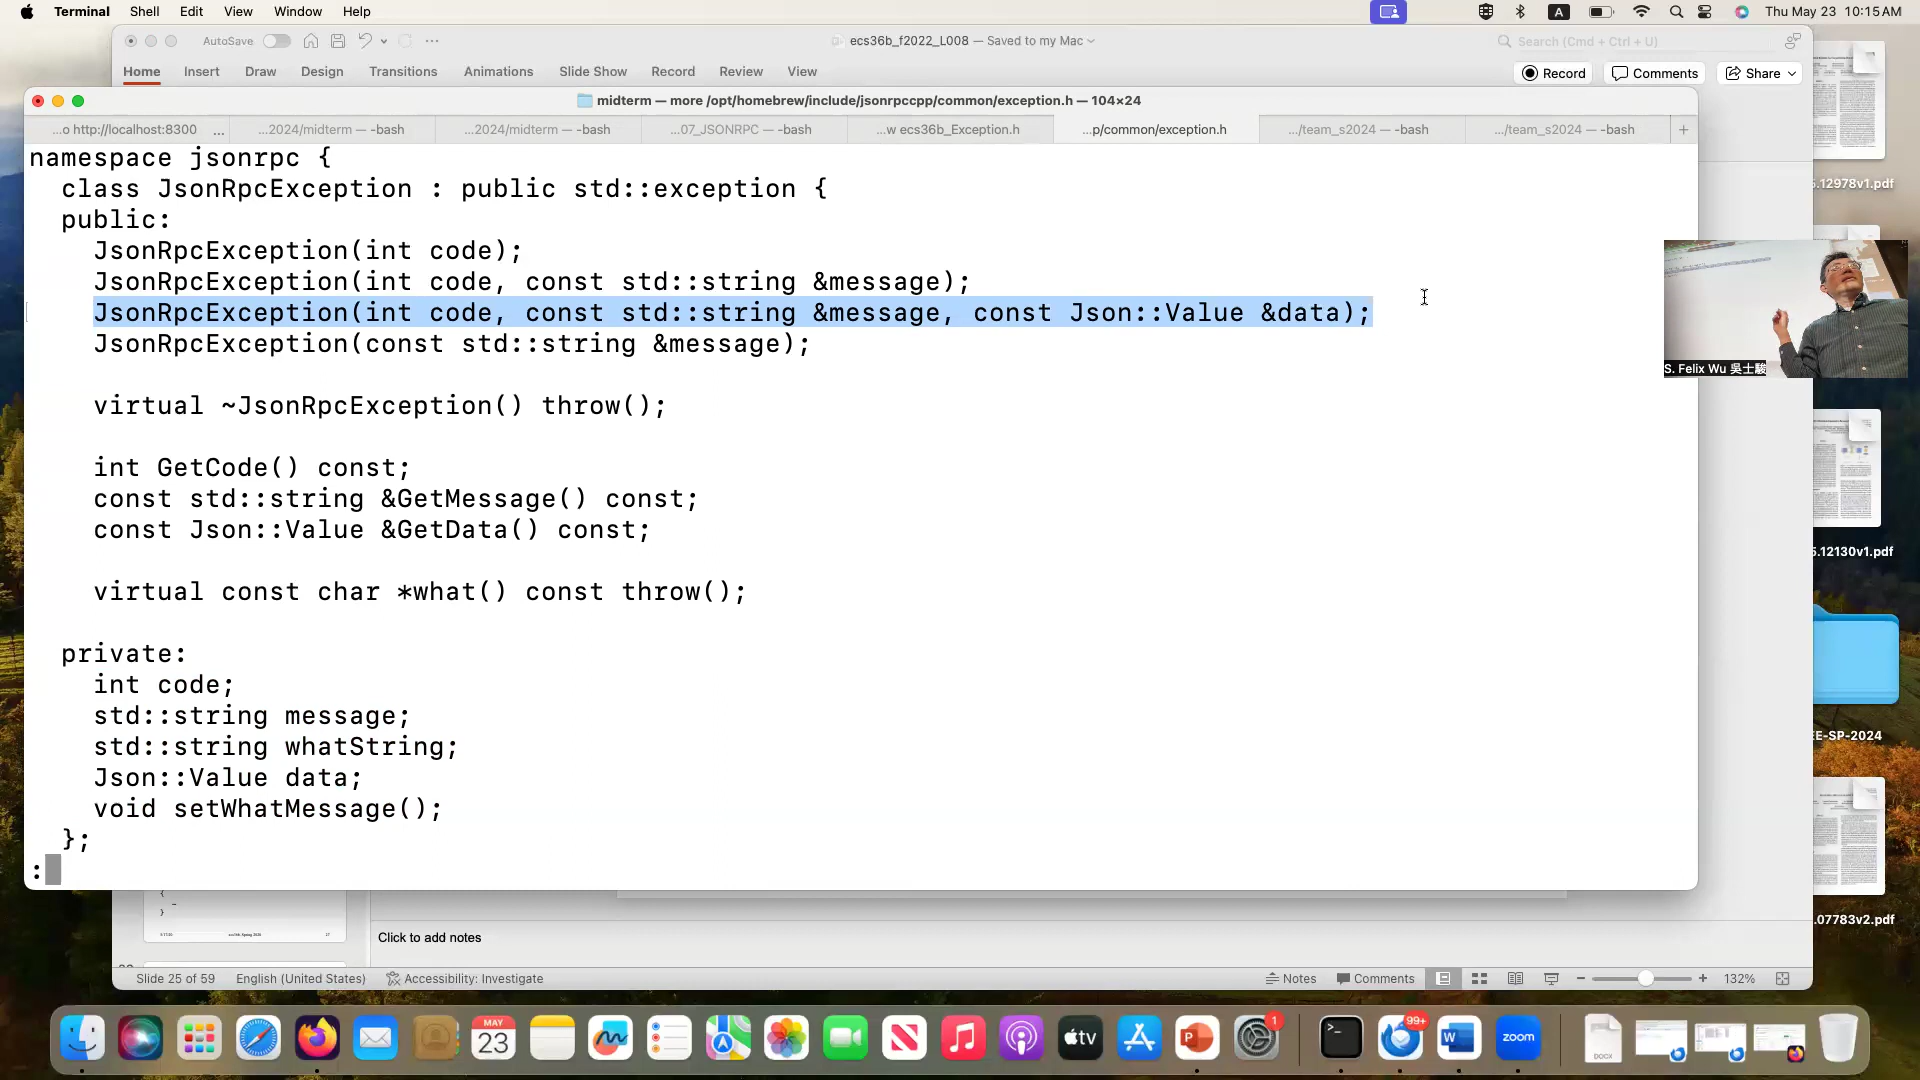 Terminal Shell Edit View Window Help
A Thu May 23 10:15 AM
AutoSave ecs36b_f2022_L008 — Saved to my Mac Search (Cmd + Ctrl + U)
Home Insert Draw Design Transitions Animations Slide Show Record Review View Record Comments Share
midterm — more /opt/homebrew/include/jsonrpccpp/common/exception.h — 104×24
...o http://localhost:8300 ... ...2024/midterm — -bash ...2024/midterm — -bash ...07_JSONRPC — -bash ...w ecs36b_Exception.h ...p/common/exception.h .../team_s2024 — -bash .../team_s2024 — -bash +
namespace jsonrpc {
class JsonRpcException : public std::exception {
public:
JsonRpcException(int code);
JsonRpcException(int code, const std::string &message);
JsonRpcException(int code, const std::string &message, const Json::Value &data);
JsonRpcException(const std::string &message);
virtual ~JsonRpcException() throw();
int GetCode() const;
const std::string &GetMessage() const;
const Json::Value &GetData() const;
virtual const char *what() const throw();
private:
int code;
std::string message;
std::string whatString;
Json::Value data;
void setWhatMessage();
};
:
.12978v1.pdf
S. Felix Wu 吳士駿
.12130v1.pdf
EE-SP-2024
.07783v2.pdf
Click to add notes
Slide 25 of 59 English (United States) Accessibility: Investigate Notes Comments 132%
MAY
23
tv
1
99+
W
P
zoom
DOCX